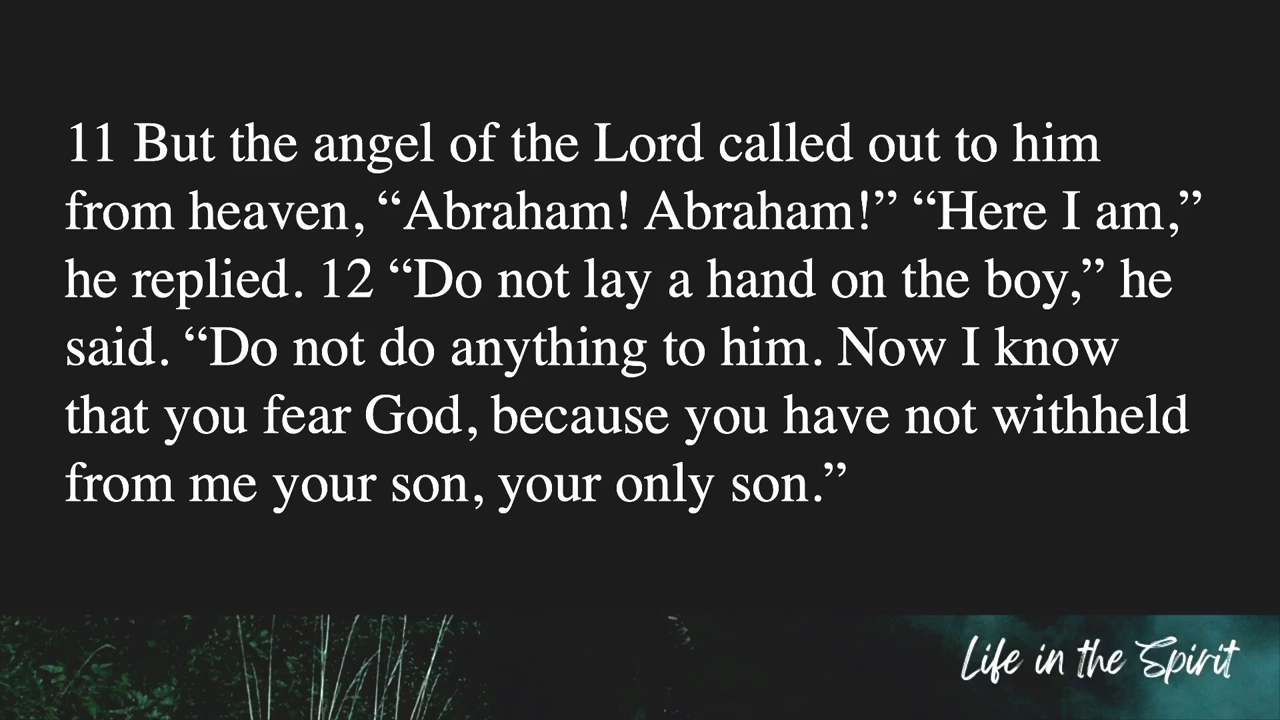 11 But the angel of the Lord called out to him
from heaven, “Abraham! Abraham!” “Here I am,”
he replied. 12 “Do not lay a hand on the boy,” he
said. “Do not do anything to him. Now I know
that you fear God, because you have not withheld
from me your son, your only son.”
Life in the Spirit